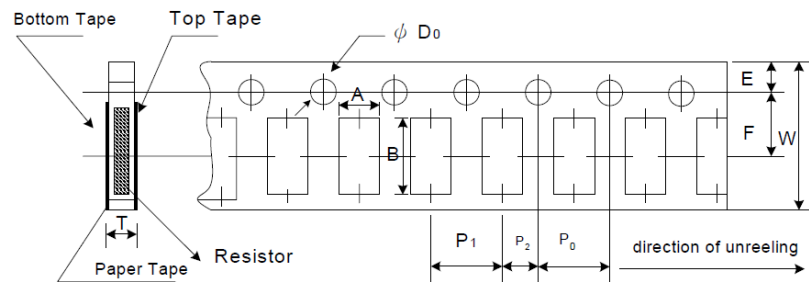 Bottom Tape
Top Tape
ψ D0
E
A
F
W
B
T
Resistor
Paper Tape
P1
P2
P0
direction of unreeling